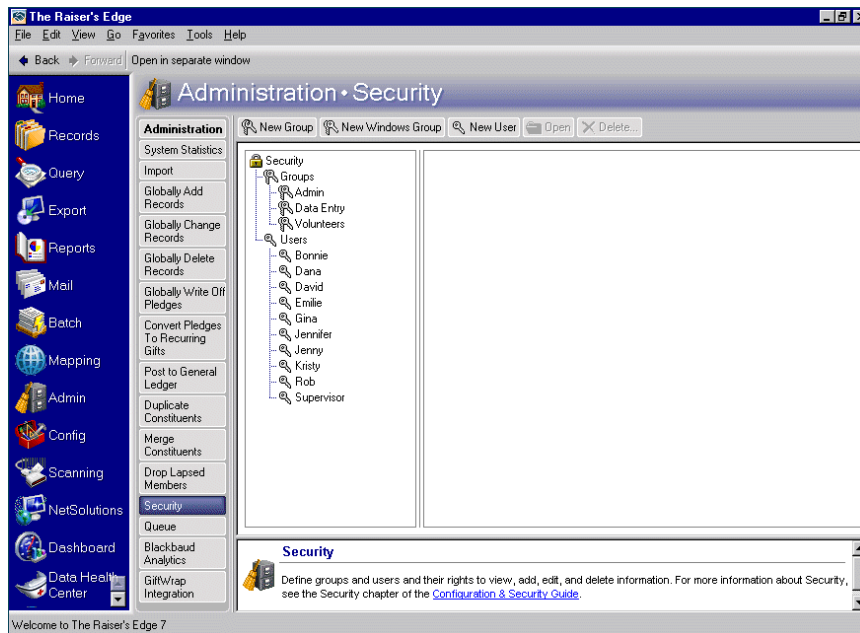 The Raiser's Edge
File Edit View Go Favorites Tools Help
Back Forward Open in separate window
Administration • Security
Home
Records
Query
Export
Reports
Mail
Batch
Mapping
Admin
Config
Scanning
NetSolutions
Dashboard
Data Health
Center
Administration
System Statistics
Import
Globally Add
Records
Globally Change
Records
Globally Delete
Records
Globally Write Off
Pledges
Convert Pledges
To Recurring
Gifts
Post to General
Ledger
Duplicate
Constituents
Merge
Constituents
Drop Lapsed
Members
Security
Queue
Blackbaud
Analytics
GiftWrap
Integration
New Group New Windows Group New User Open Delete...
Security
Groups
Admin
Data Entry
Volunteers
Users
Bonnie
Dana
David
Emilie
Gina
Jennifer
Jenny
Kristy
Rob
Supervisor
Security
Define groups and users and their rights to view, add, edit, and delete information. For more information about Security,
see the Security chapter of the Configuration & Security Guide.
Welcome to The Raiser's Edge 7